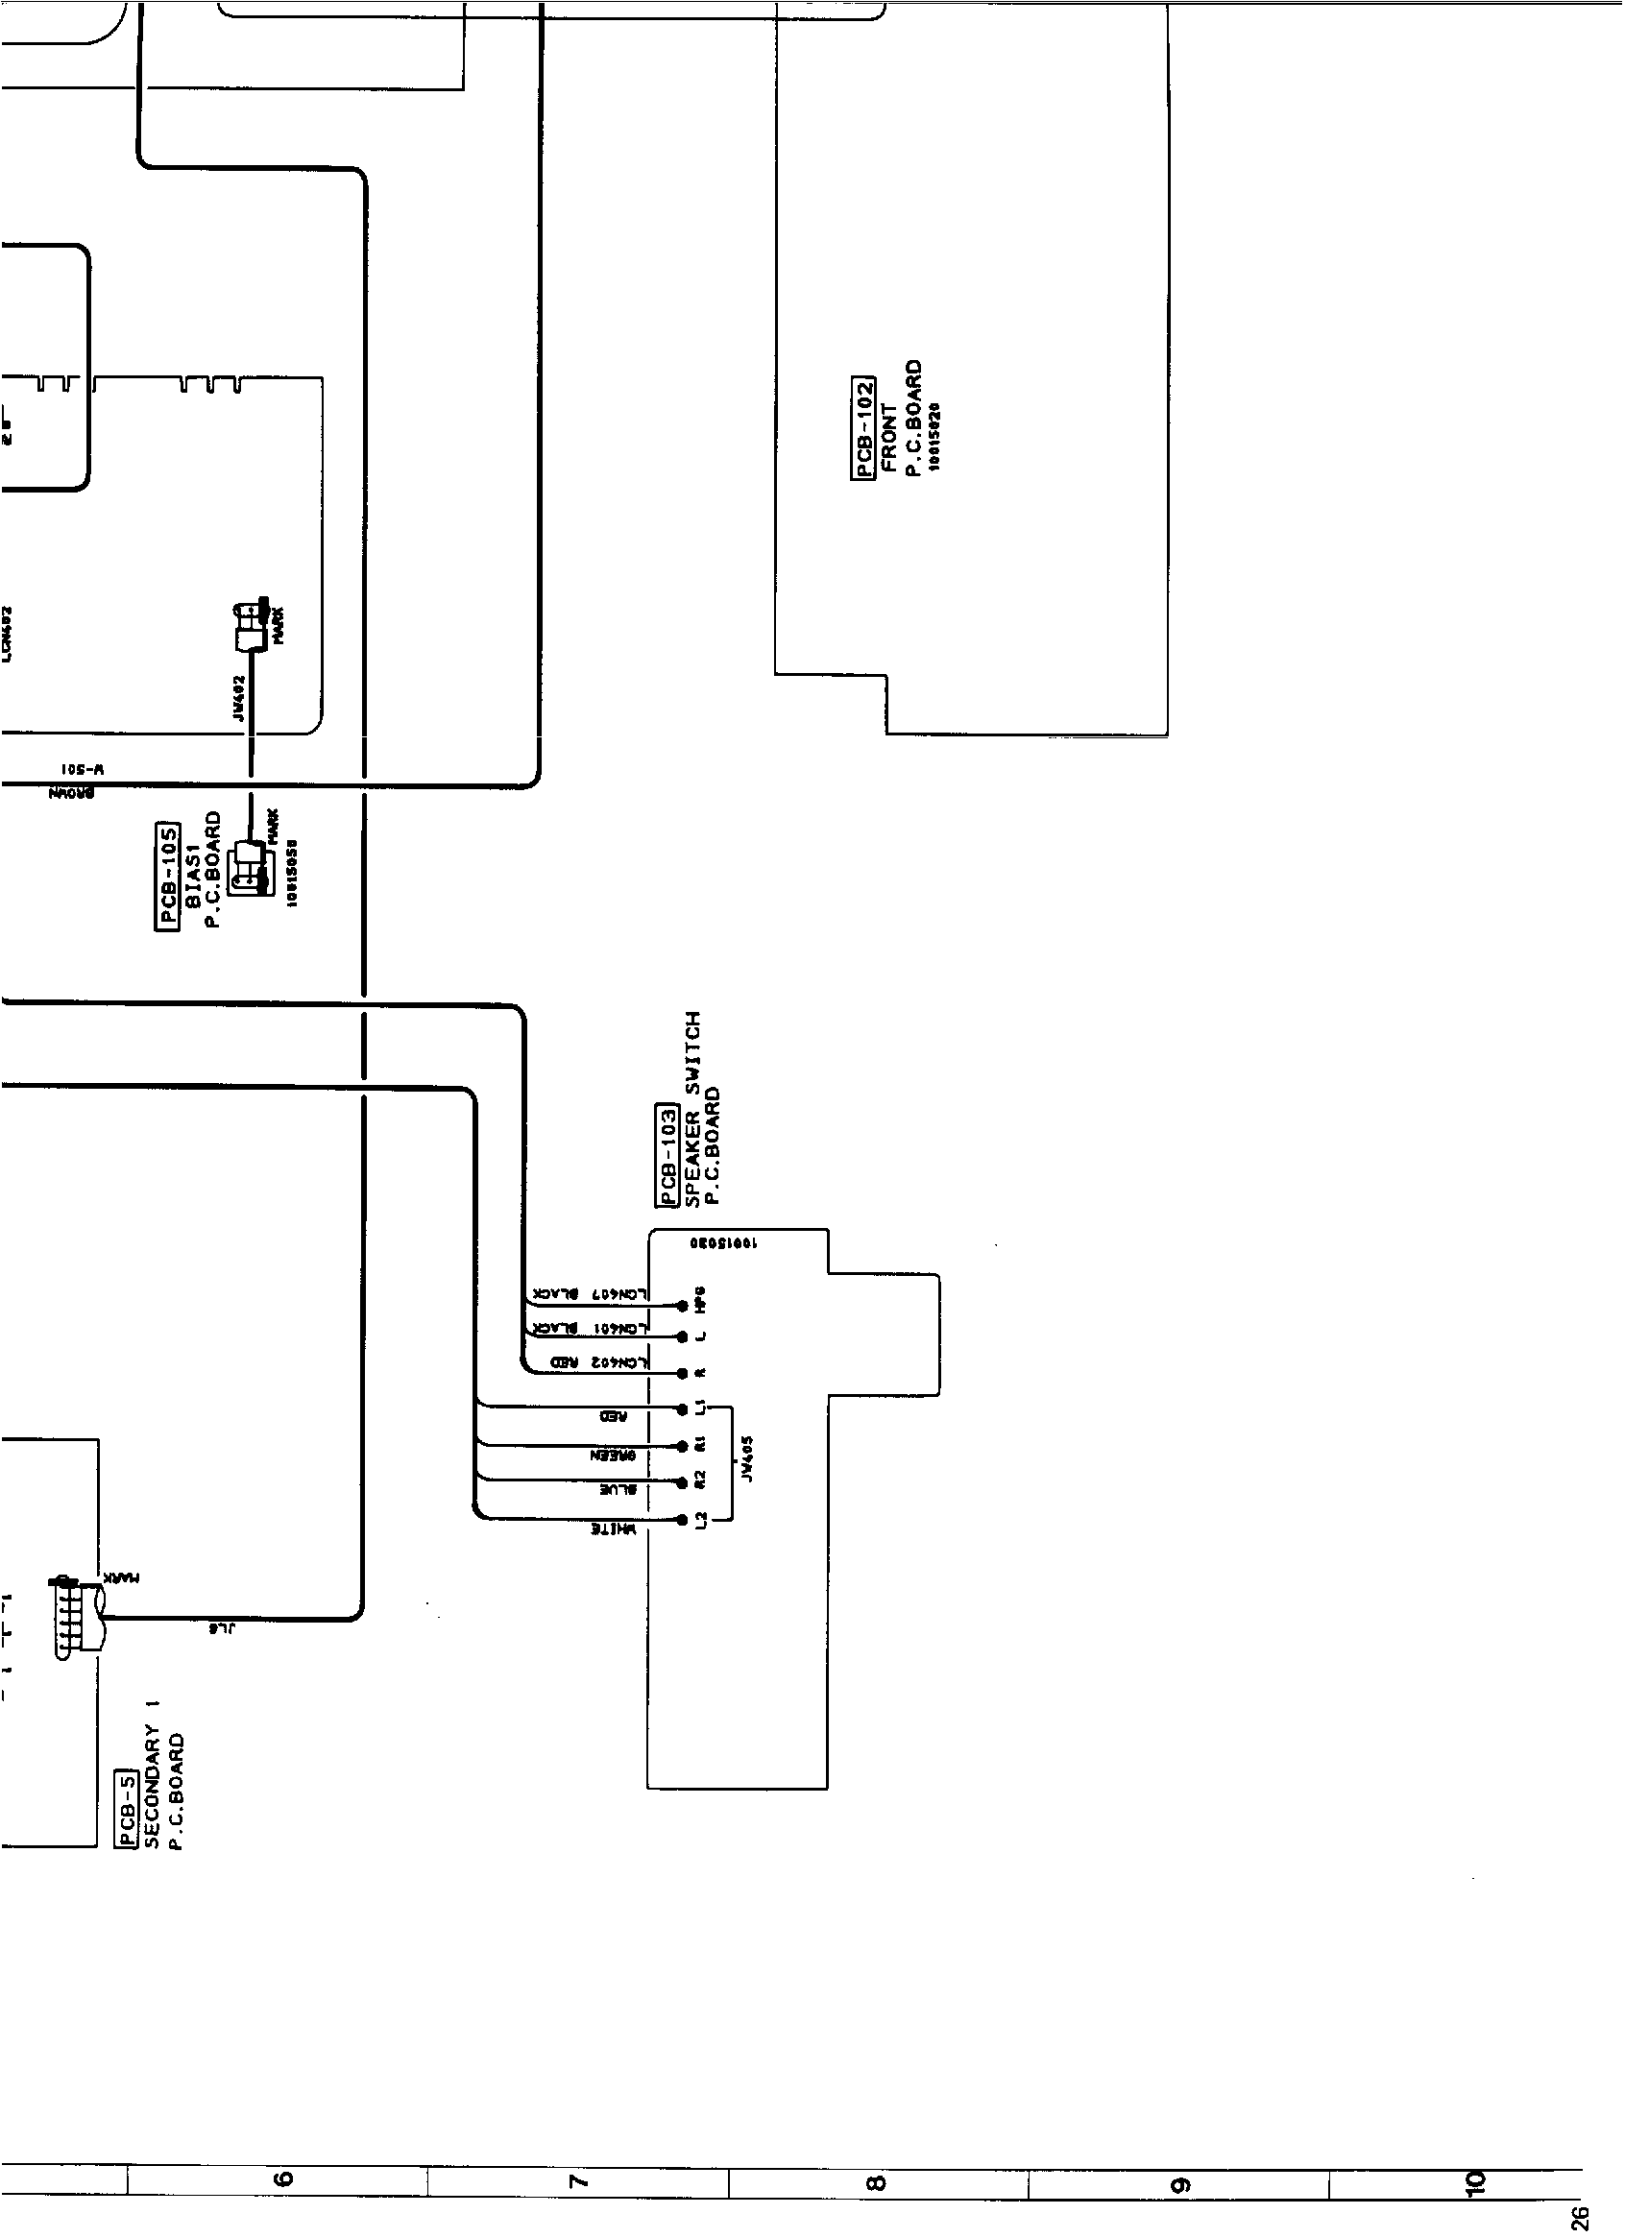 LCN402
JW402
MARK
W-501
BROWN
PCB-105
BIAS1
P.C.BOARD
MARK
10015050
PCB-102
FRONT
P.C.BOARD
10015020
PCB-103
SPEAKER SWITCH
P.C.BOARD
10015030
LCN407 BLACK
HPG
LCN401 BLACK
L
LCN402 RED
R
RED
L1
GREEN
R1
BLUE
R2
WHITE
L2
JW405
MARK
JL6
PCB-5
SECONDARY 1
P.C.BOARD
6
7
8
9
10
26